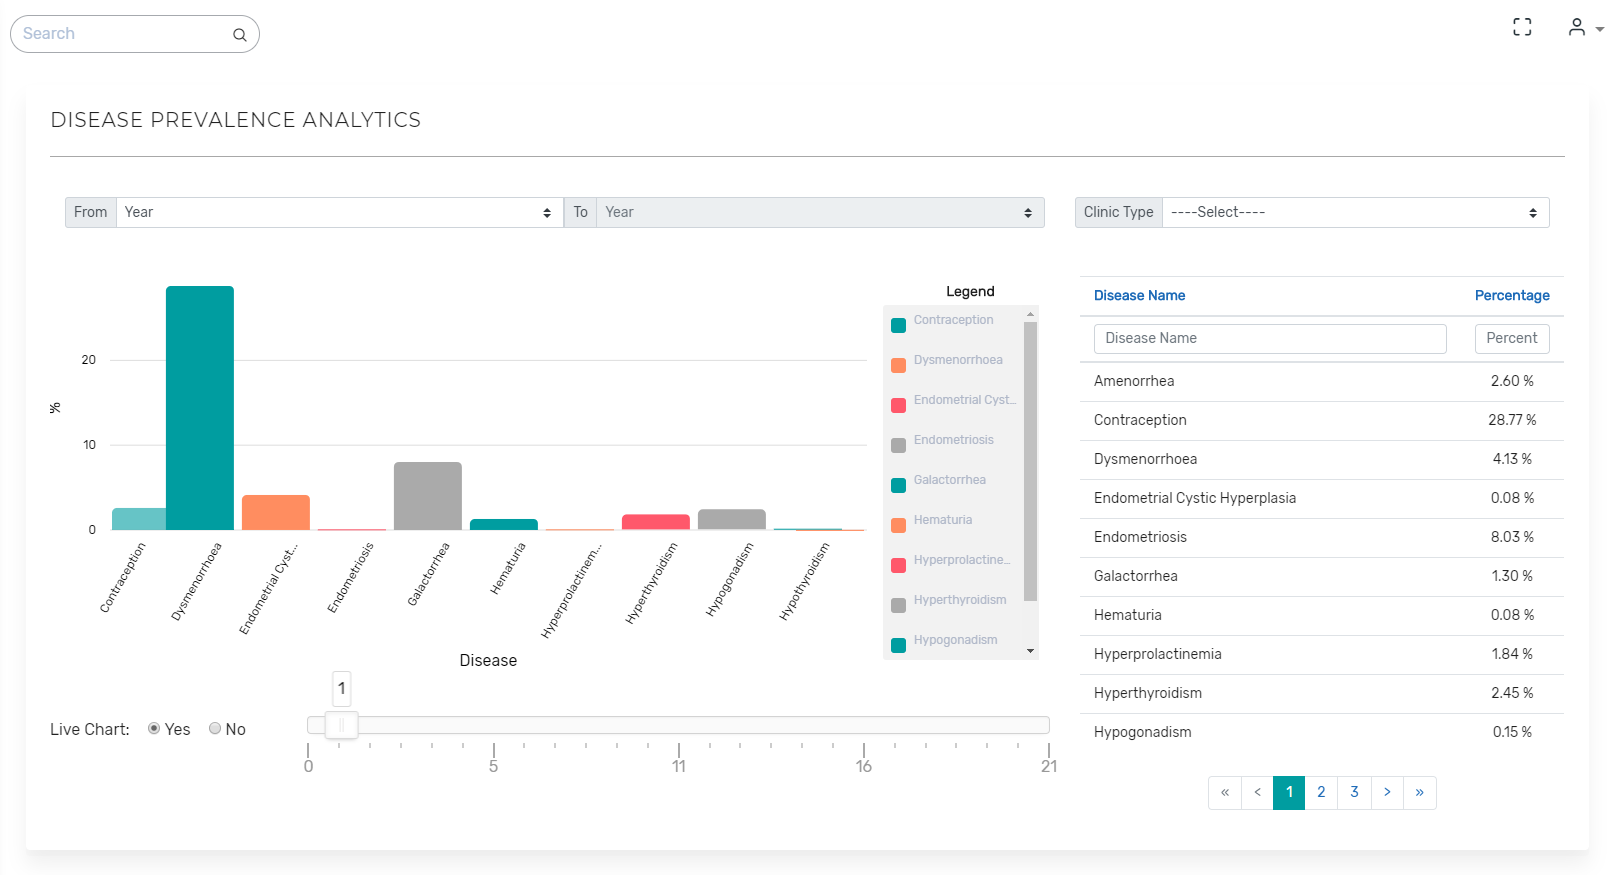 Search
DISEASE PREVALENCE ANALYTICS
From Year To Year Clinic Type ----Select----
%
20
10
0
Contraception
Dysmenorrhoea
Endometrial Cyst...
Endometriosis
Galactorrhea
Hematuria
Hyperprolactinem...
Hyperthyroidism
Hypogonadism
Hypothyroidism
Disease
Legend
Contraception
Dysmenorrhoea
Endometrial Cyst...
Endometriosis
Galactorrhea
Hematuria
Hyperprolactine...
Hyperthyroidism
Hypogonadism
Live Chart: Yes No
1
0 5 11 16 21
Disease Name Percentage
Disease Name Percent
Amenorrhea 2.60 %
Contraception 28.77 %
Dysmenorrhoea 4.13 %
Endometrial Cystic Hyperplasia 0.08 %
Endometriosis 8.03 %
Galactorrhea 1.30 %
Hematuria 0.08 %
Hyperprolactinemia 1.84 %
Hyperthyroidism 2.45 %
Hypogonadism 0.15 %
« < 1 2 3 > »